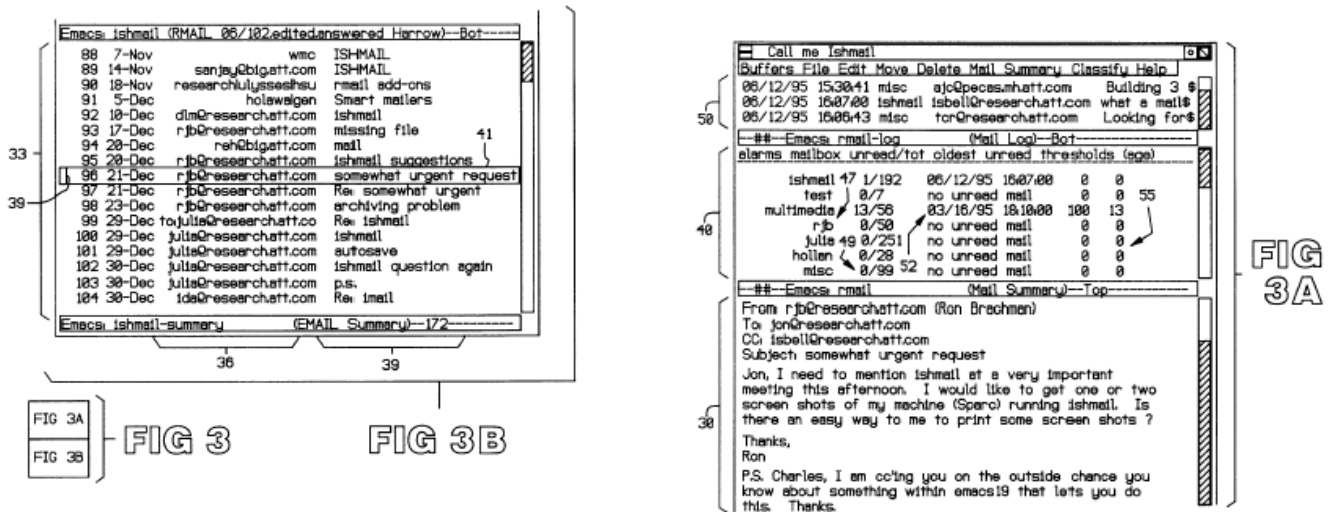 Emacs: ishmail (RMAIL 06/102.edited.answered Harrow)--Bot-----
88 7-Nov wmc ISHMAIL
89 14-Nov sanjay@big.att.com ISHMAIL
90 18-Nov research!ulysses!hsu rmail add-ons
91 5-Dec holawalgen Smart mailers
92 10-Dec dlm@research.att.com ishmail
93 17-Dec rjb@research.att.com missing file
94 20-Dec reh@big.att.com mail 41
95 20-Dec rjb@research.att.com ishmail suggestions
96 21-Dec rjb@research.att.com somewhat urgent request
97 21-Dec rjb@research.att.com Re: somewhat urgent
98 23-Dec rjb@research.att.com archiving problem
99 29-Dec to:julia@research.att.co Re: ishmail
100 29-Dec julia@research.att.com ishmail
101 29-Dec julia@research.att.com autosave
102 30-Dec julia@research.att.com ishmail question again
103 30-Dec julia@research.att.com p.s.
104 30-Dec ida@research.att.com Re: imail
Emacs: ishmail-summary (EMAIL Summary)--172----------
33
39
36
39
FIG 3A
FIG 3B
FIG 3
FIG 3B
Call me Ishmail
Buffers File Edit Move Delete Mail Summary Classify Help
06/12/95 15:30:41 misc ajc@pecas.mh.att.com Building 3 $
06/12/95 16:07:00 ishmail isbell@research.att.com what a mail$
06/12/95 16:06:43 misc tor@research.att.com Looking for$
50
--##--Emacs: rmail-log (Mail Log)--Bot----------
alarms mailbox unread/tot oldest unread thresholds (age)
ishmail 47 1/192 06/12/95 16:07:00 0 0
test 0/7 no unread mail 0 0 55
multimedia 13/56 03/16/95 18:10:00 100 13
rjb 0/50 no unread mail 0 0
julia 49 0/251 no unread mail 0 0
hollan 0/28 no unread mail 0 0
misc 0/99 52 no unread mail 0 0
40
--##--Emacs: rmail (Mail Summary)--Top----------
From: rjb@research.att.com (Ron Brachman)
To: jon@research.att.com
CC: isbell@research.att.com
Subject: somewhat urgent request
Jon, I need to mention ishmail at a very important
meeting this afternoon. I would like to get one or two
screen shots of my machine (Sparc) running ishmail. Is
there an easy way to me to print some screen shots ?
Thanks,
Ron
P.S. Charles, I am cc'ing you on the outside chance you
know about something within emacs19 that lets you do
this. Thanks.
30
FIG
3A